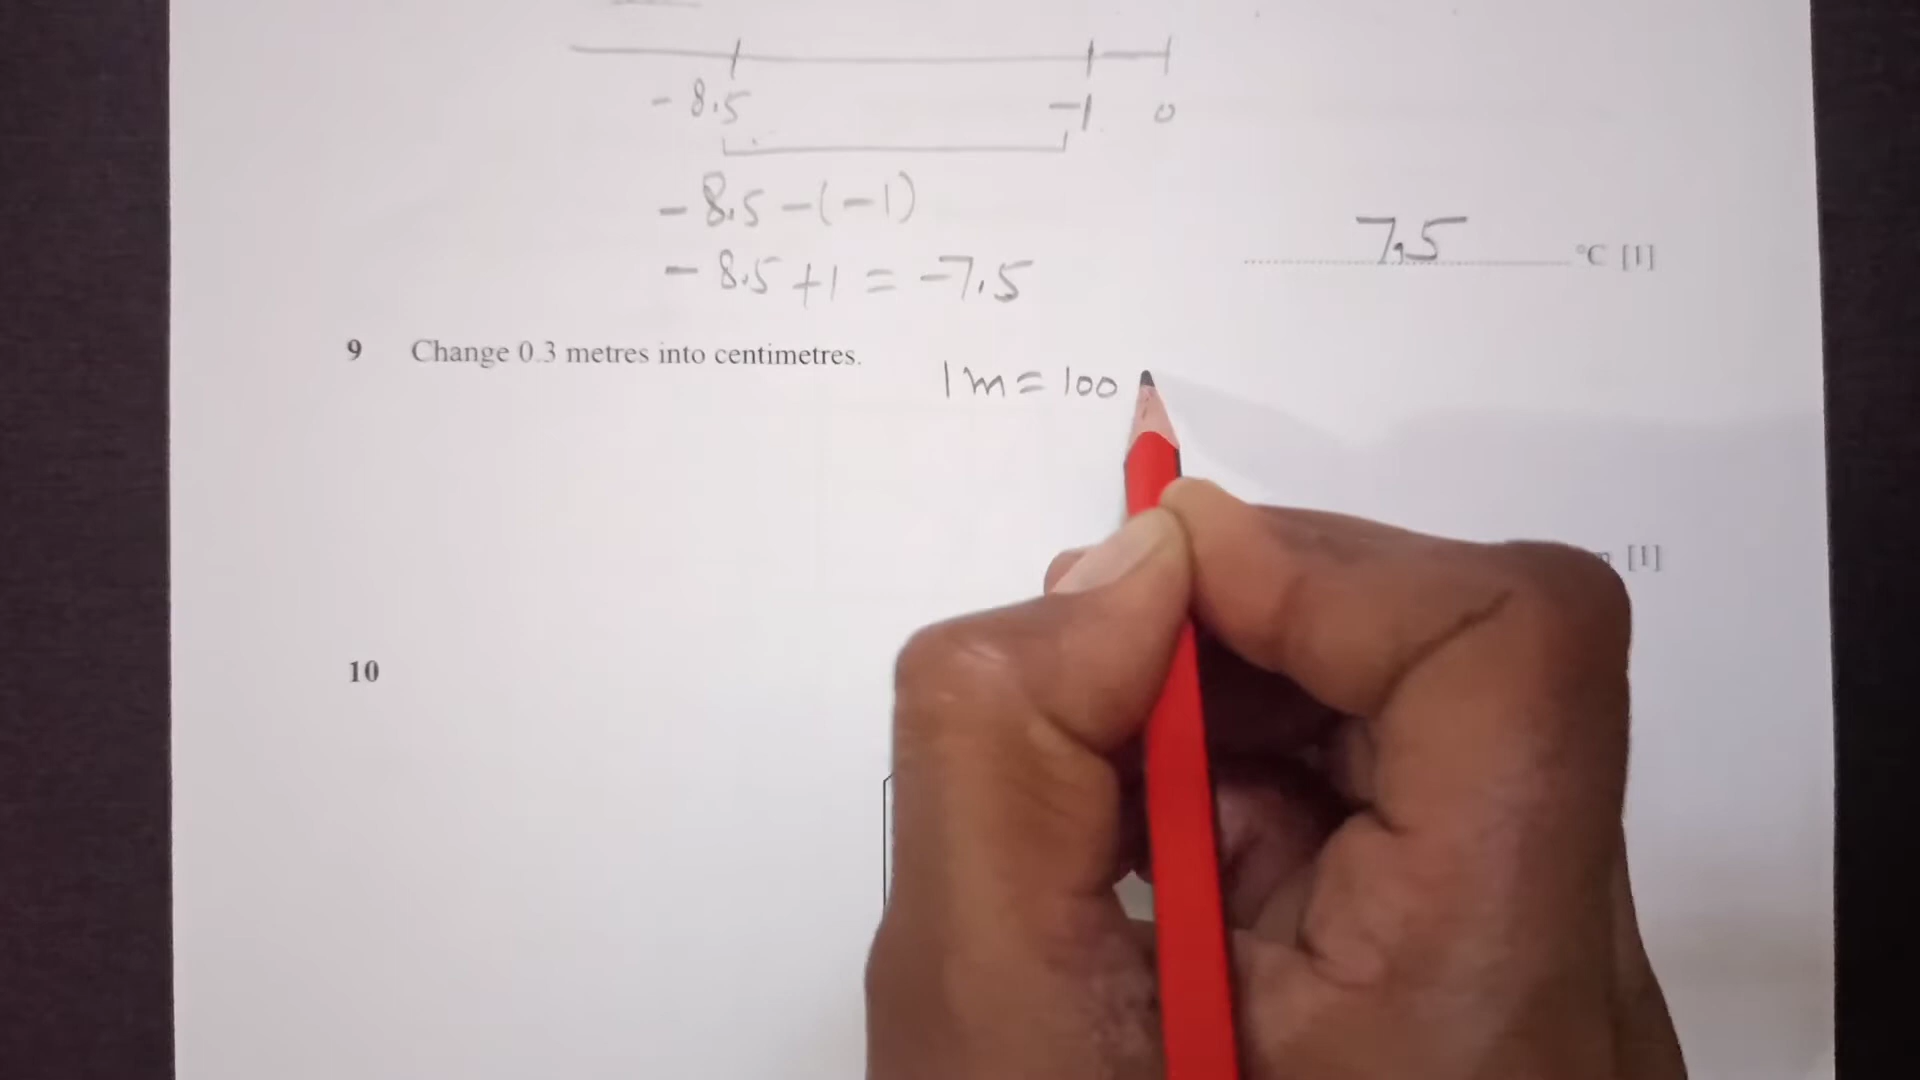 -8.5 -1 0
-8.5-(-1)
7.5 °C [1]
-8.5+1 = -7.5
9 Change 0.3 metres into centimetres.
1m = 100
[1]
10